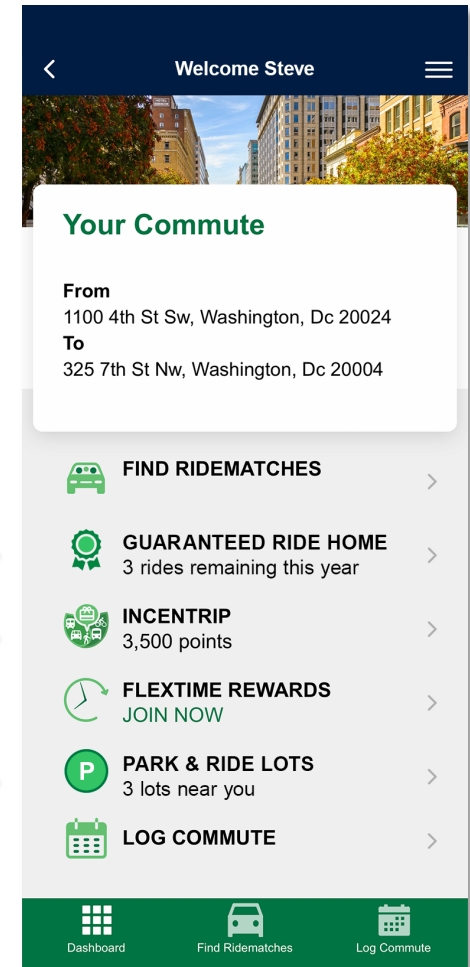 Welcome Steve
Your Commute
From
1100 4th St Sw, Washington, Dc 20024
To
325 7th St Nw, Washington, Dc 20004
FIND RIDEMATCHES
GUARANTEED RIDE HOME
3 rides remaining this year
INCENTRIP
3,500 points
FLEXTIME REWARDS
JOIN NOW
P
PARK & RIDE LOTS
3 lots near you
LOG COMMUTE
Dashboard
Find Ridematches
Log Commute